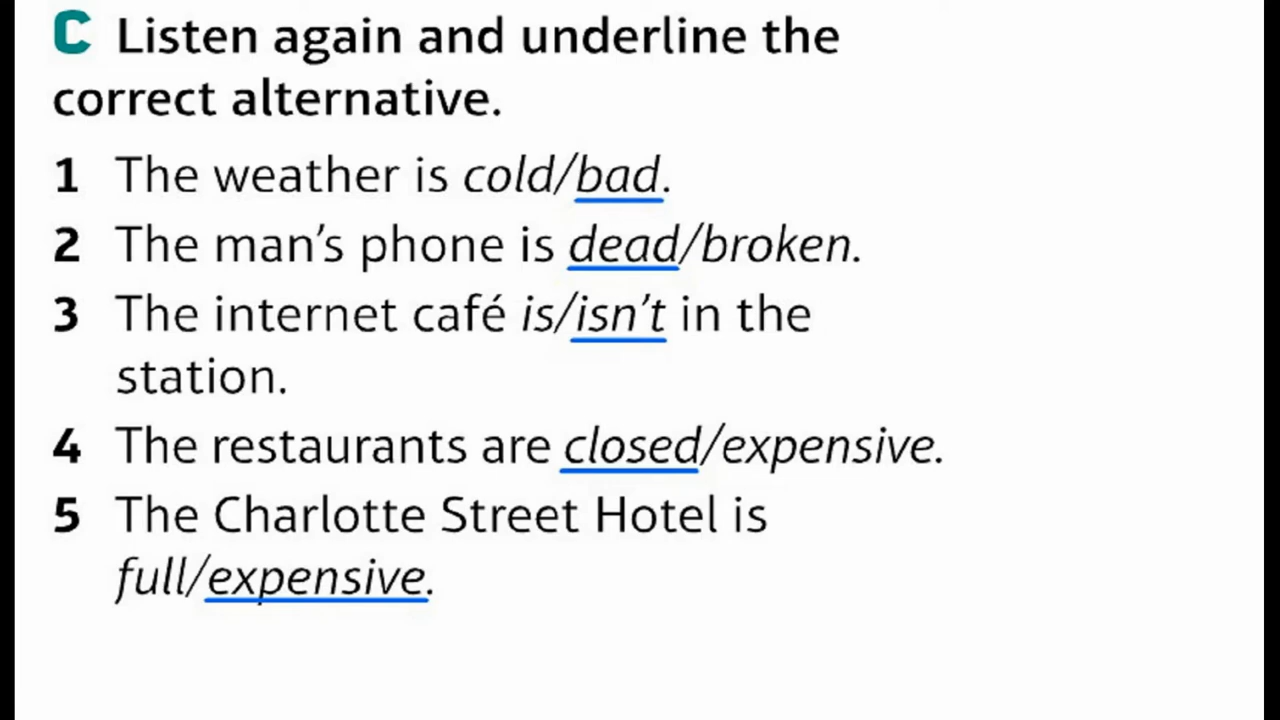 C Listen again and underline the
correct alternative.
1 The weather is cold/bad.
2 The man's phone is dead/broken.
3 The internet café is/isn't in the
station.
4 The restaurants are closed/expensive.
5 The Charlotte Street Hotel is
full/expensive.